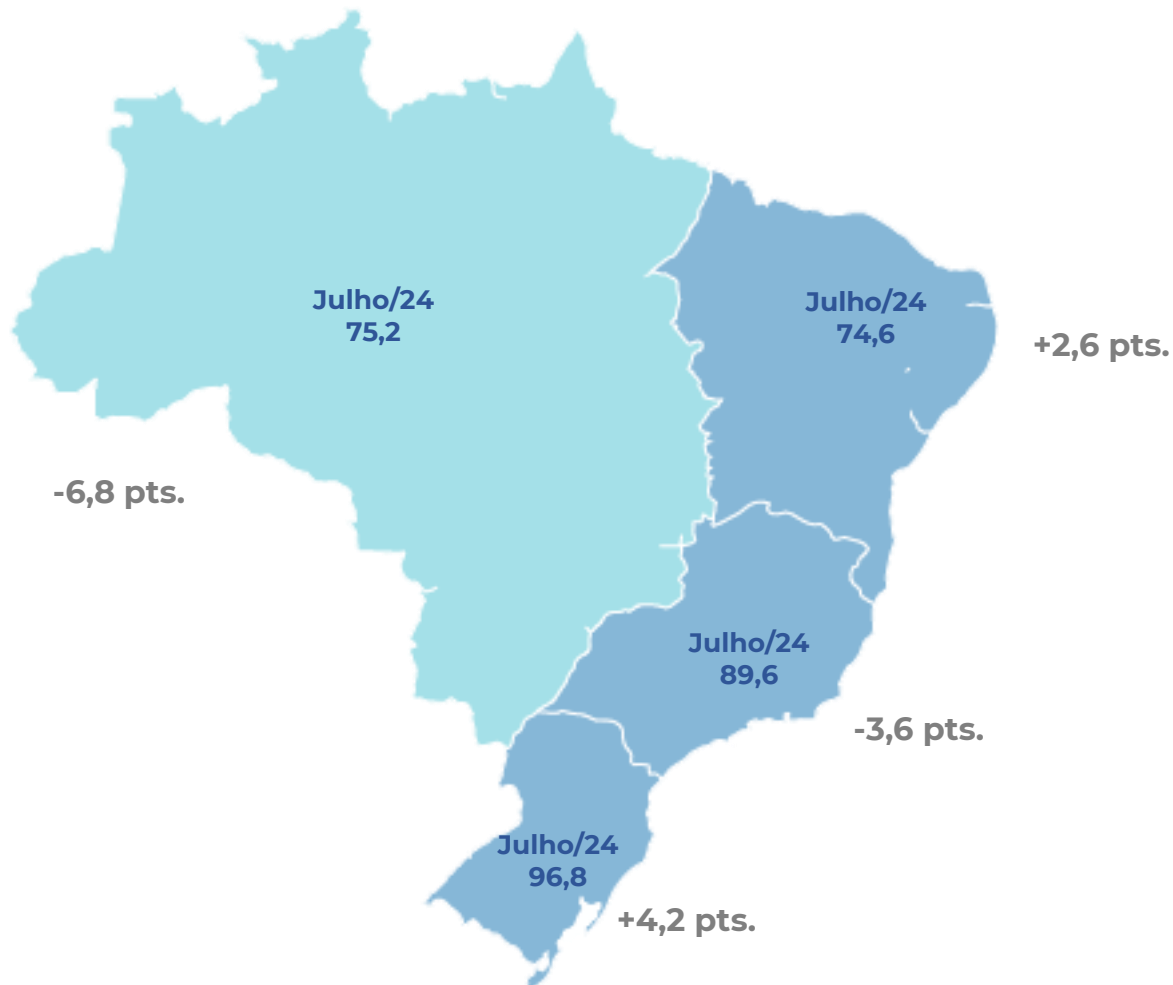 Julho/24
75,2
Julho/24
74,6
+2,6 pts.
-6,8 pts.
Julho/24
89,6
-3,6 pts.
Julho/24
96,8
+4,2 pts.